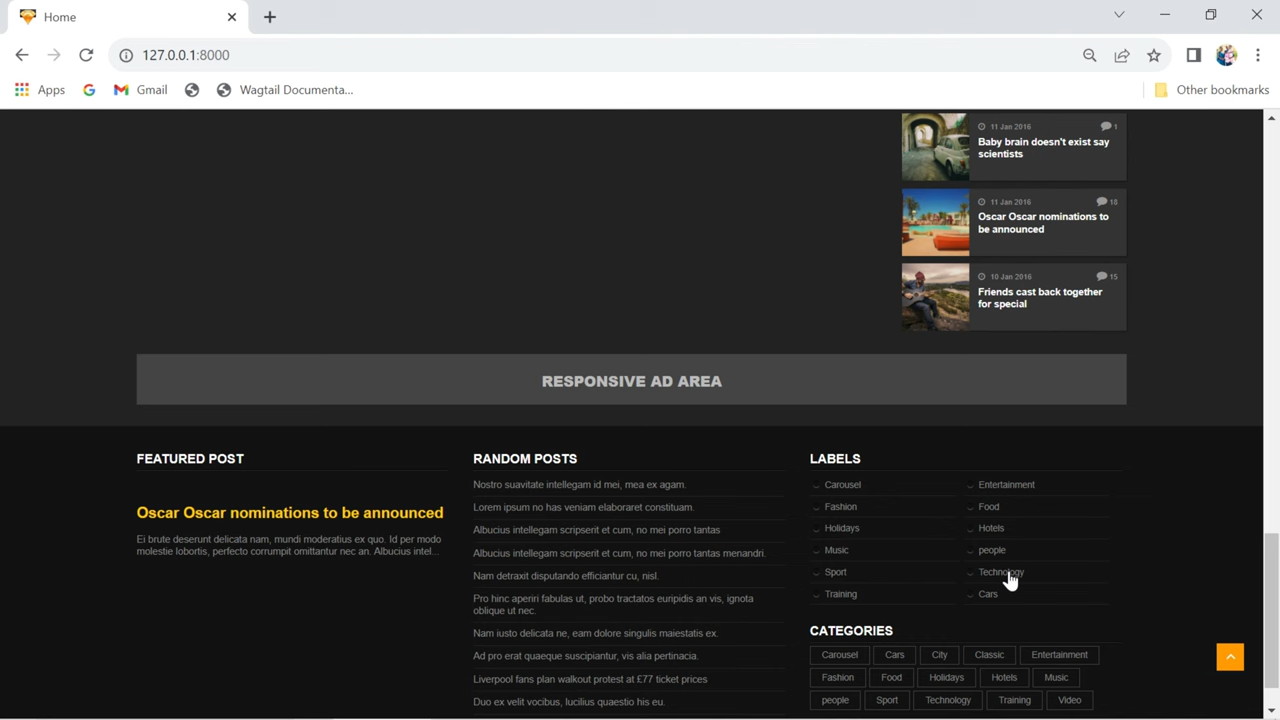 Home
127.0.0.1:8000
Apps
Gmail
Wagtail Documenta...
Other bookmarks
11 Jan 2016 1
Baby brain doesn't exist say
scientists
11 Jan 2016 18
Oscar Oscar nominations to
be announced
10 Jan 2016 15
Friends cast back together
for special
RESPONSIVE AD AREA
FEATURED POST
Oscar Oscar nominations to be announced
Ei brute deserunt delicata nam, mundi moderatius ex quo. Id per modo
molestie lobortis, perfecto corrumpit omittantur nec an. Albucius intel...
RANDOM POSTS
Nostro suavitate intellegam id mei, mea ex agam.
Lorem ipsum no has veniam elaboraret constituam.
Albucius intellegam scripserit et cum, no mei porro tantas
Albucius intellegam scripserit et cum, no mei porro tantas menandri.
Nam detraxit disputando efficiantur cu, nisl.
Pro hinc aperiri fabulas ut, probo tractatos euripidis an vis, ignota
oblique ut nec.
Nam iusto delicata ne, eam dolore singulis maiestatis ex.
Ad pro erat quaeque suscipiantur, vis alia pertinacia.
Liverpool fans plan walkout protest at £77 ticket prices
Duo ex velit vocibus, lucilius quaestio his eu.
LABELS
Carousel Entertainment
Fashion Food
Holidays Hotels
Music people
Sport Technology
Training Cars
CATEGORIES
Carousel Cars City Classic Entertainment
Fashion Food Holidays Hotels Music
people Sport Technology Training Video